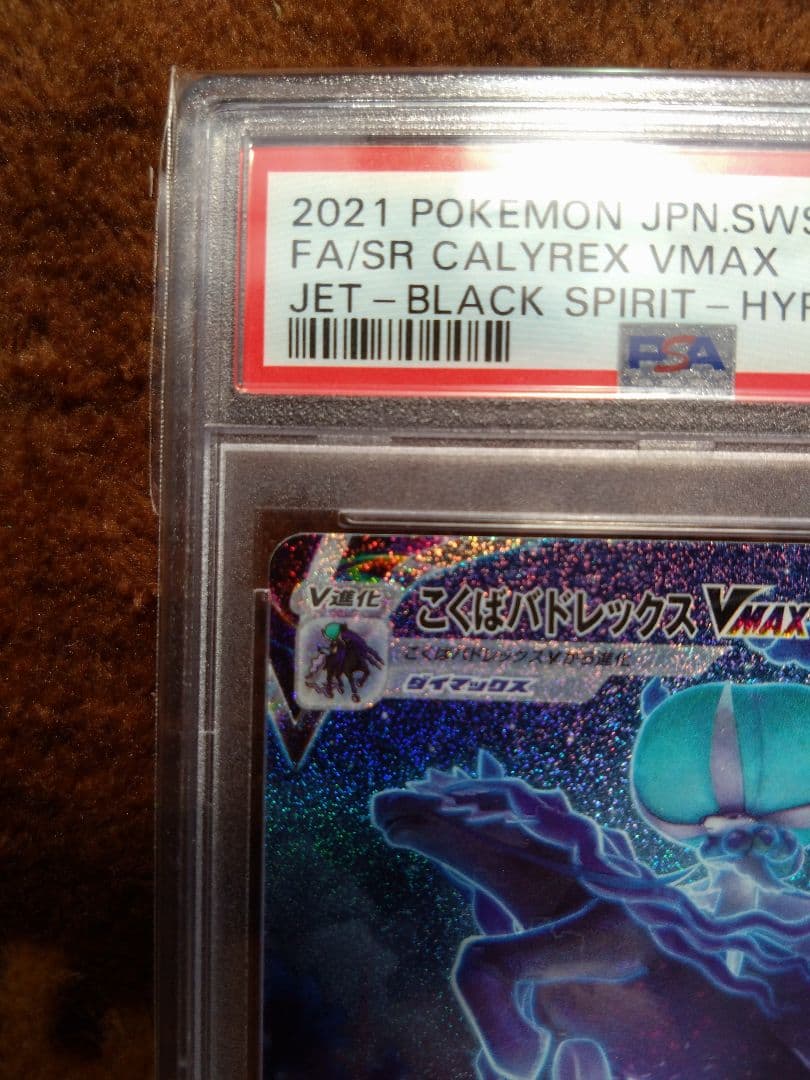 2021 POKEMON JPN.SWS
FA/SR CALYREX VMAX
JET-BLACK SPIRIT-HYR
PSA
V進化
こくばバドレックス VMAX
こくばバドレックスVから進化
ダイマックス